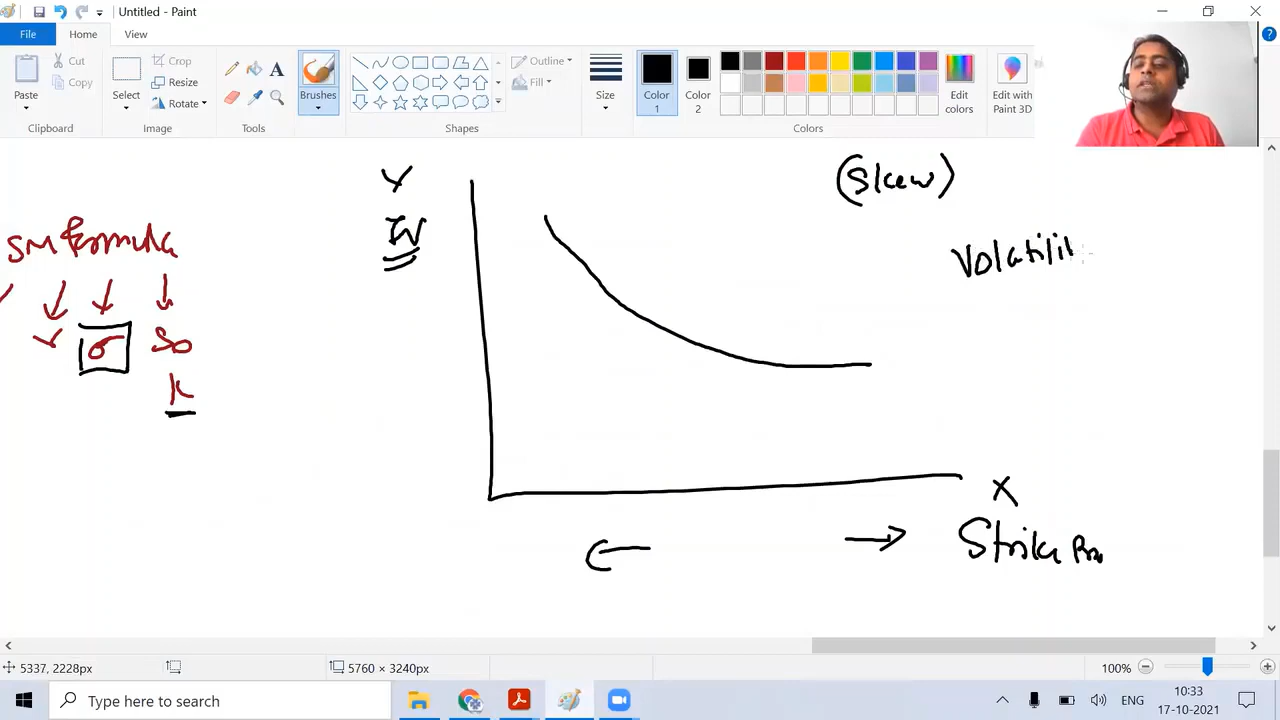 Untitled - Paint
File Home View
Paste
Cut
Copy
Clipboard
Select
Crop
Resize
Rotate
Image
A
Tools
Brushes
Outline
Fill
Shapes
Size
Color 1
Color 2
Edit colors
Colors
Edit with Paint 3D
Y
IV
(Skew)
Volatilit
SM formula
r σ So
K
X
Strike
5337, 2228px
5760 × 3240px
100%
Type here to search
ENG
10:33
17-10-2021